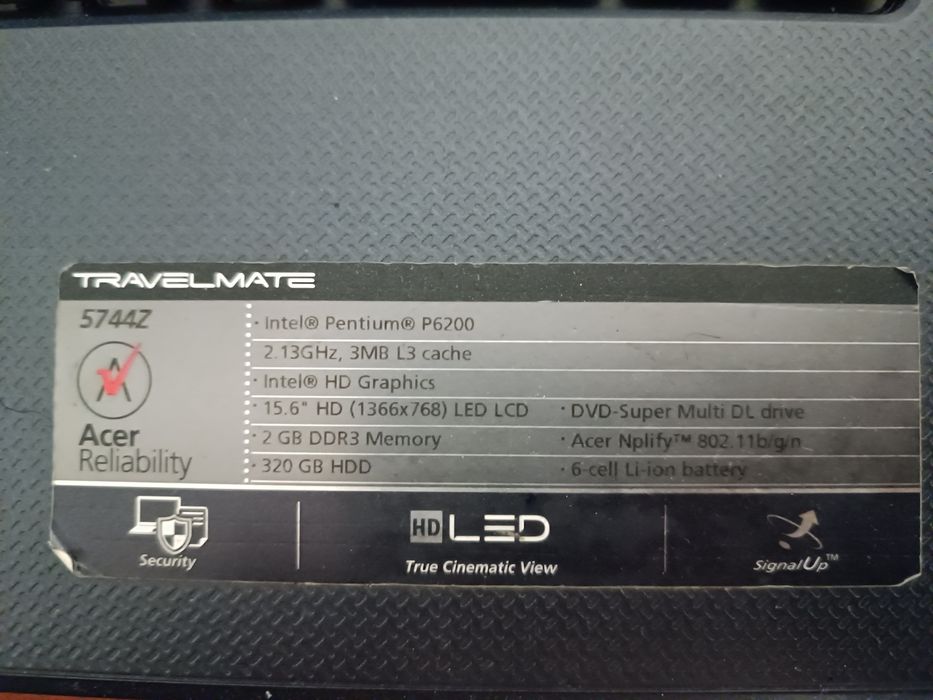 TRAVELMATE
5744Z
Acer
Reliability
· Intel® Pentium® P6200
2.13GHz, 3MB L3 cache
· Intel® HD Graphics
· 15.6" HD (1366x768) LED LCD
· 2 GB DDR3 Memory
· 320 GB HDD
· DVD-Super Multi DL drive
· Acer Nplify™ 802.11b/g/n
· 6-cell Li-ion battery
Security
HD LED
True Cinematic View
SignalUp™